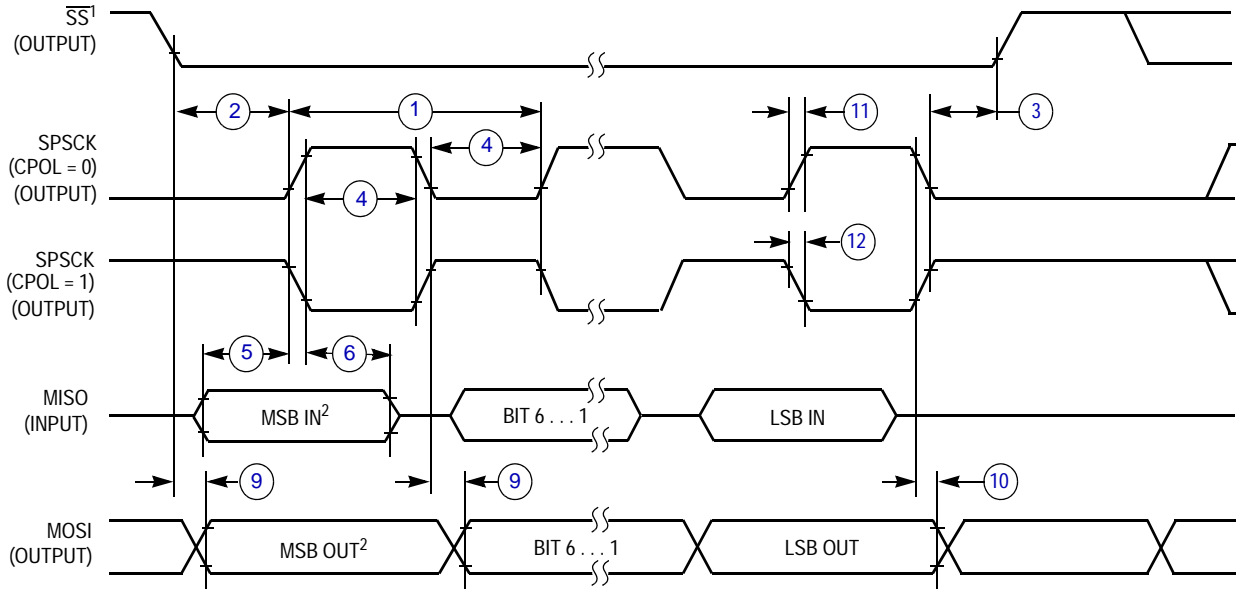 SS¹
(OUTPUT)
2
1
11
3
SPSCK
(CPOL = 0)
(OUTPUT)
4
4
12
SPSCK
(CPOL = 1)
(OUTPUT)
5
6
MISO
(INPUT)
MSB IN²
BIT 6 . . . 1
LSB IN
9
9
10
MOSI
(OUTPUT)
MSB OUT²
BIT 6 . . . 1
LSB OUT